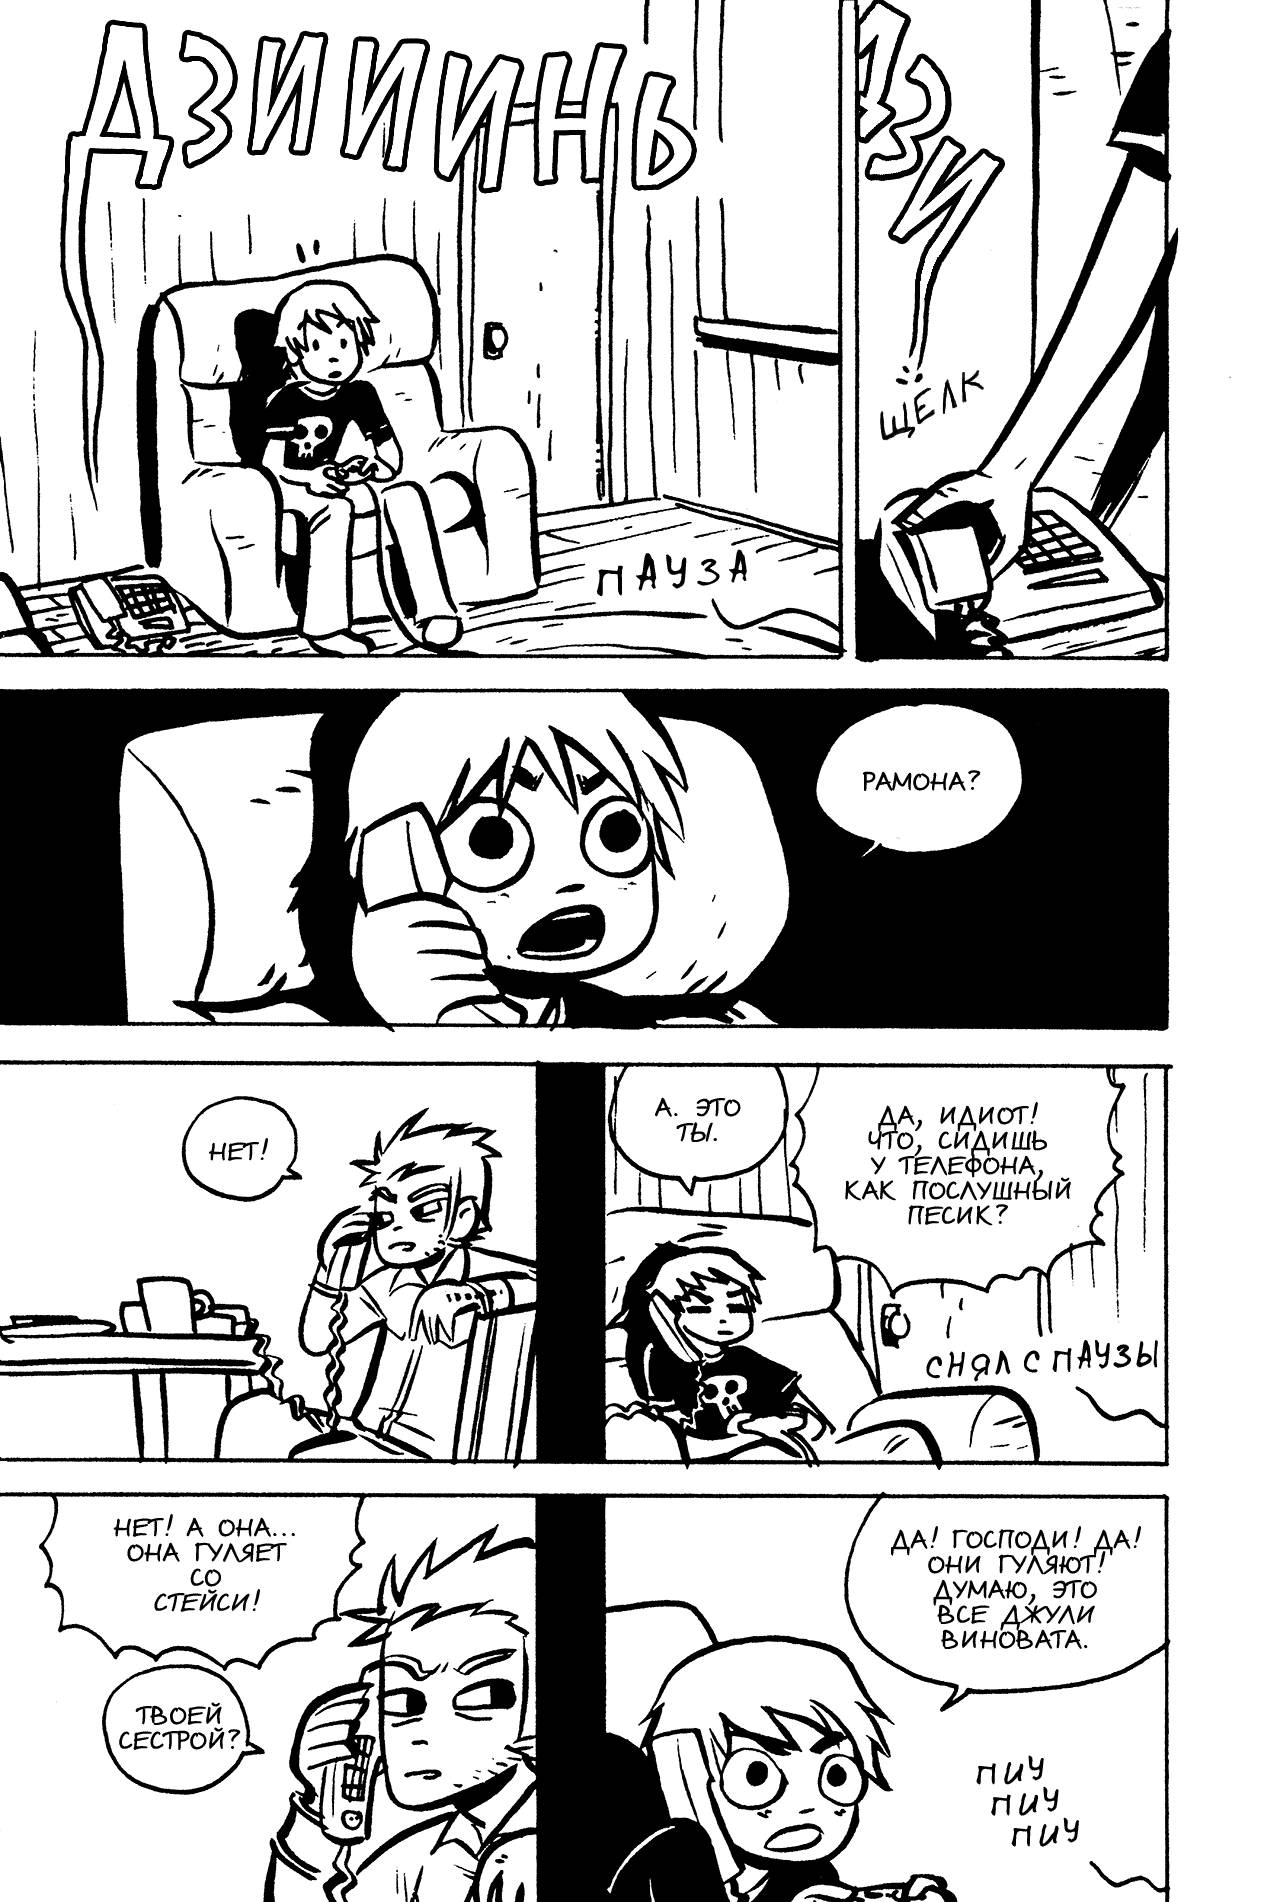 ДЗИИИНЬ
ПАУЗА
ДЗИ
ЩЕЛК
РАМОНА?
НЕТ!
А. ЭТО
ТЫ.
ДА, ИДИОТ!
ЧТО, СИДИШЬ
У ТЕЛЕФОНА,
КАК ПОСЛУШНЫЙ
ПЕСИК?
СНЯЛ С ПАУЗЫ
НЕТ! А ОНА...
ОНА ГУЛЯЕТ
СО
СТЕЙСИ!
ТВОЕЙ
СЕСТРОЙ?
ДА! ГОСПОДИ! ДА!
ОНИ ГУЛЯЮТ!
ДУМАЮ, ЭТО
ВСЕ ДЖУЛИ
ВИНОВАТА.
ПИУ
ПИУ
ПИУ